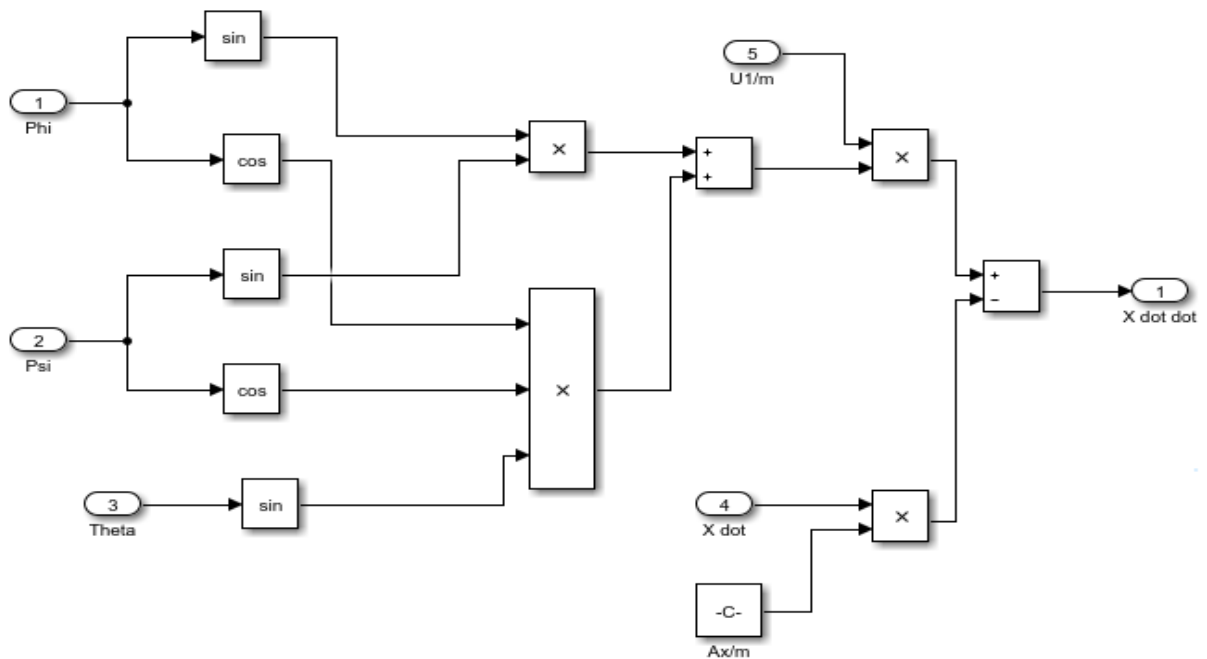 sin
1
Phi
cos
sin
2
Psi
cos
3
Theta
sin
×
×
+
+
5
U1/m
×
+
−
1
X dot dot
4
X dot
×
-C-
Ax/m